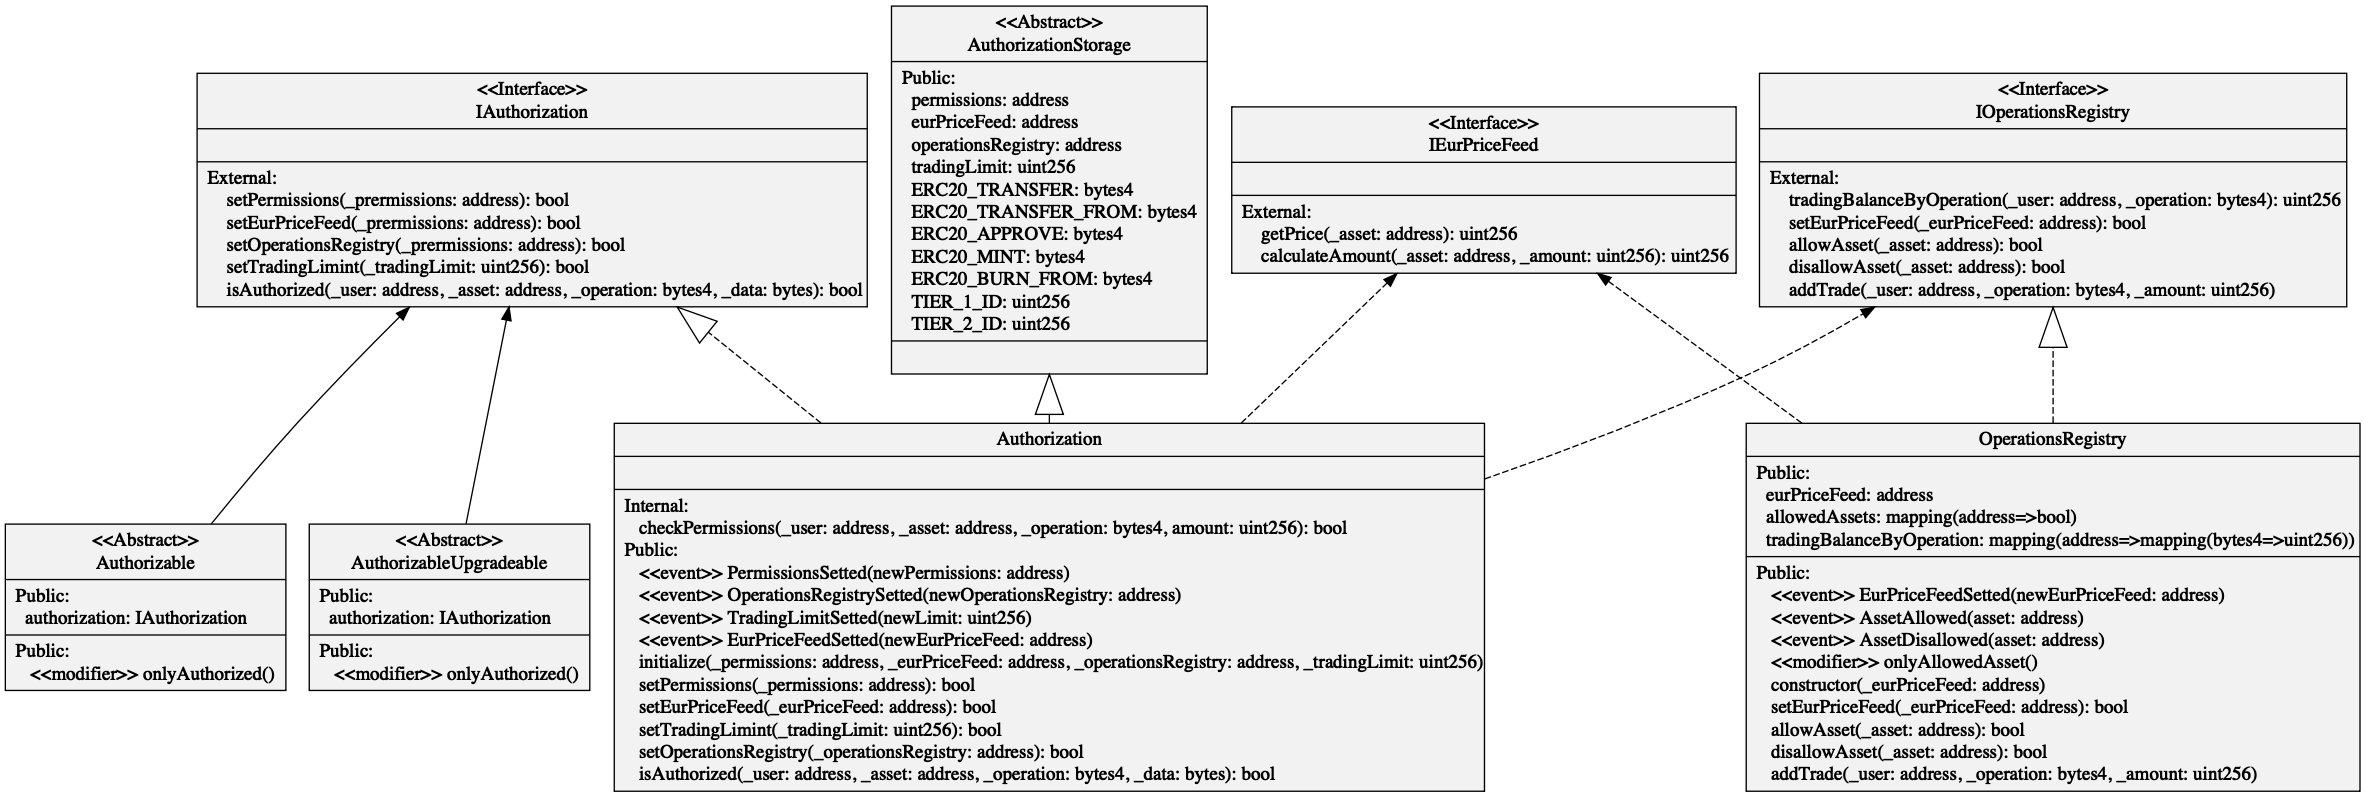 <<Interface>>
IAuthorization
External:
setPermissions(_prermissions: address): bool
setEurPriceFeed(_prermissions: address): bool
setOperationsRegistry(_prermissions: address): bool
setTradingLimint(_tradingLimit: uint256): bool
isAuthorized(_user: address, _asset: address, _operation: bytes4, _data: bytes): bool
<<Abstract>>
AuthorizationStorage
Public:
permissions: address
eurPriceFeed: address
operationsRegistry: address
tradingLimit: uint256
ERC20_TRANSFER: bytes4
ERC20_TRANSFER_FROM: bytes4
ERC20_APPROVE: bytes4
ERC20_MINT: bytes4
ERC20_BURN_FROM: bytes4
TIER_1_ID: uint256
TIER_2_ID: uint256
<<Interface>>
IEurPriceFeed
External:
getPrice(_asset: address): uint256
calculateAmount(_asset: address, _amount: uint256): uint256
<<Interface>>
IOperationsRegistry
External:
tradingBalanceByOperation(_user: address, _operation: bytes4): uint256
setEurPriceFeed(_eurPriceFeed: address): bool
allowAsset(_asset: address): bool
disallowAsset(_asset: address): bool
addTrade(_user: address, _operation: bytes4, _amount: uint256)
<<Abstract>>
Authorizable
Public:
authorization: IAuthorization
Public:
<<modifier>> onlyAuthorized()
<<Abstract>>
AuthorizableUpgradeable
Public:
authorization: IAuthorization
Public:
<<modifier>> onlyAuthorized()
Authorization
Internal:
checkPermissions(_user: address, _asset: address, _operation: bytes4, amount: uint256): bool
Public:
<<event>> PermissionsSetted(newPermissions: address)
<<event>> OperationsRegistrySetted(newOperationsRegistry: address)
<<event>> TradingLimitSetted(newLimit: uint256)
<<event>> EurPriceFeedSetted(newEurPriceFeed: address)
initialize(_permissions: address, _eurPriceFeed: address, _operationsRegistry: address, _tradingLimit: uint256)
setPermissions(_permissions: address): bool
setEurPriceFeed(_eurPriceFeed: address): bool
setTradingLimint(_tradingLimit: uint256): bool
setOperationsRegistry(_operationsRegistry: address): bool
isAuthorized(_user: address, _asset: address, _operation: bytes4, _data: bytes): bool
OperationsRegistry
Public:
eurPriceFeed: address
allowedAssets: mapping(address=>bool)
tradingBalanceByOperation: mapping(address=>mapping(bytes4=>uint256))
Public:
<<event>> EurPriceFeedSetted(newEurPriceFeed: address)
<<event>> AssetAllowed(asset: address)
<<event>> AssetDisallowed(asset: address)
<<modifier>> onlyAllowedAsset()
constructor(_eurPriceFeed: address)
setEurPriceFeed(_eurPriceFeed: address): bool
allowAsset(_asset: address): bool
disallowAsset(_asset: address): bool
addTrade(_user: address, _operation: bytes4, _amount: uint256)